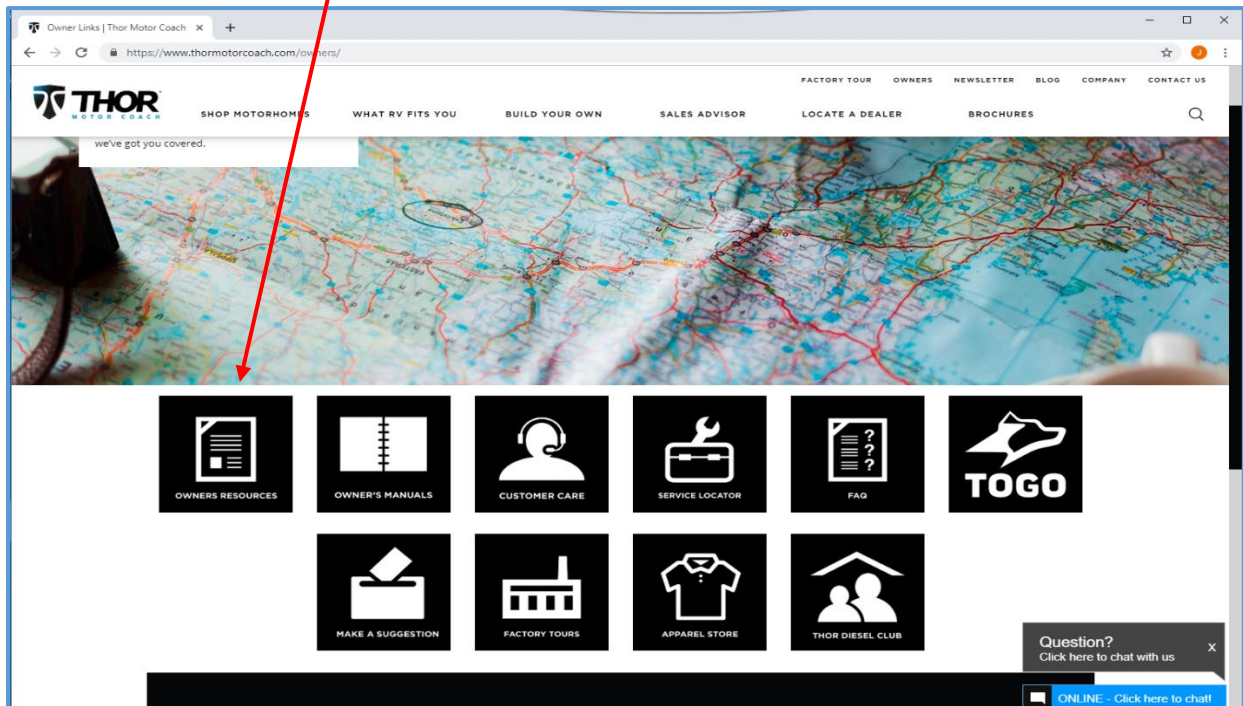 Owner Links | Thor Motor Coach
https://www.thormotorcoach.com/owners/
FACTORY TOUR OWNERS NEWSLETTER BLOG COMPANY CONTACT US
THOR
MOTOR COACH
SHOP MOTORHOMES WHAT RV FITS YOU BUILD YOUR OWN SALES ADVISOR LOCATE A DEALER BROCHURES
we've got you covered.
OWNERS RESOURCES OWNER'S MANUALS CUSTOMER CARE SERVICE LOCATOR FAQ TOGO
MAKE A SUGGESTION FACTORY TOURS APPAREL STORE THOR DIESEL CLUB
Question? X
Click here to chat with us
ONLINE - Click here to chat!